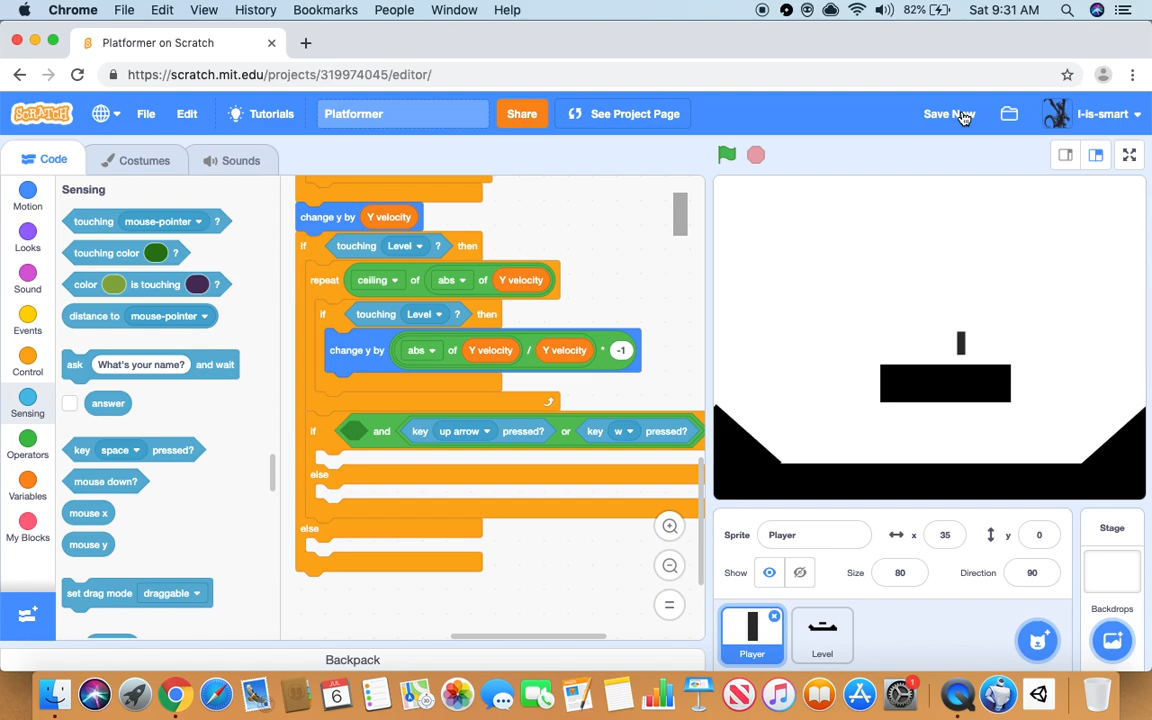 Chrome File Edit View History Bookmarks People Window Help 82% Sat 9:31 AM
Platformer on Scratch
https://scratch.mit.edu/projects/319974045/editor/
SCRATCH File Edit Tutorials Platformer Share See Project Page Save Now I-is-smart
Code Costumes Sounds
Motion
Looks
Sound
Events
Control
Sensing
Operators
Variables
My Blocks
Sensing
touching mouse-pointer ?
touching color ?
color is touching ?
distance to mouse-pointer
ask What's your name? and wait
answer
key space pressed?
mouse down?
mouse x
mouse y
set drag mode draggable
change y by Y velocity
if touching Level ? then
repeat ceiling of abs of Y velocity
if touching Level ? then
change y by abs of Y velocity / Y velocity * -1
if and key up arrow pressed? or key w pressed?
else
else
Backpack
Sprite Player x 35 y 0
Show Size 80 Direction 90
Player
Level
Stage
Backdrops
JUL
6
1